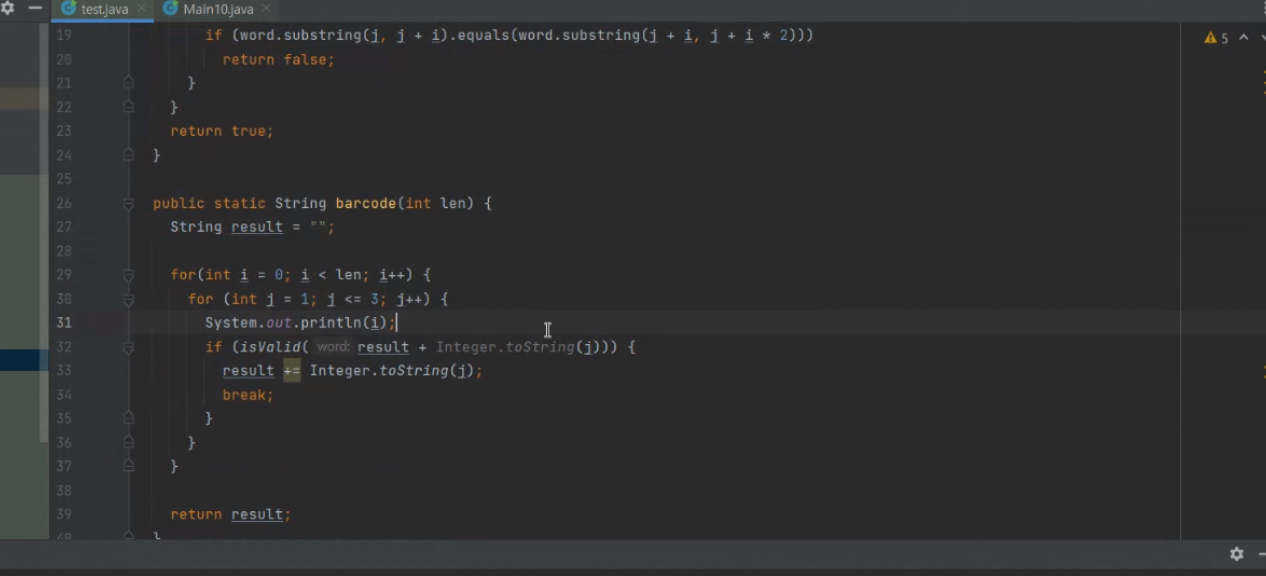 test.java Main10.java
19 if (word.substring(j, j + i).equals(word.substring(j + i, j + i * 2))) 5
20 return false;
21 }
22 }
23 return true;
24 }
25
26 public static String barcode(int len) {
27 String result = "";
28
29 for(int i = 0; i < len; i++) {
30 for (int j = 1; j <= 3; j++) {
31 System.out.println(i);
32 if (isValid( word: result + Integer.toString(j))) {
33 result += Integer.toString(j);
34 break;
35 }
36 }
37 }
38
39 return result;
40 }